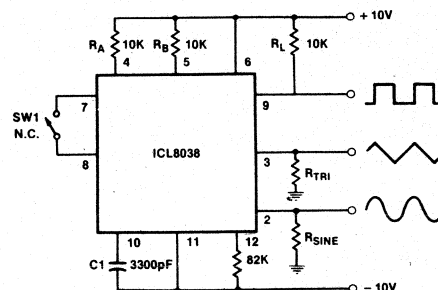 + 10V
RA 10K
RB 10K
RL 10K
4
5
6
7
9
SW1
N.C.
ICL8038
8
3
RTRI
2
RSINE
10
11
12
C1 3300pF
82K
− 10V